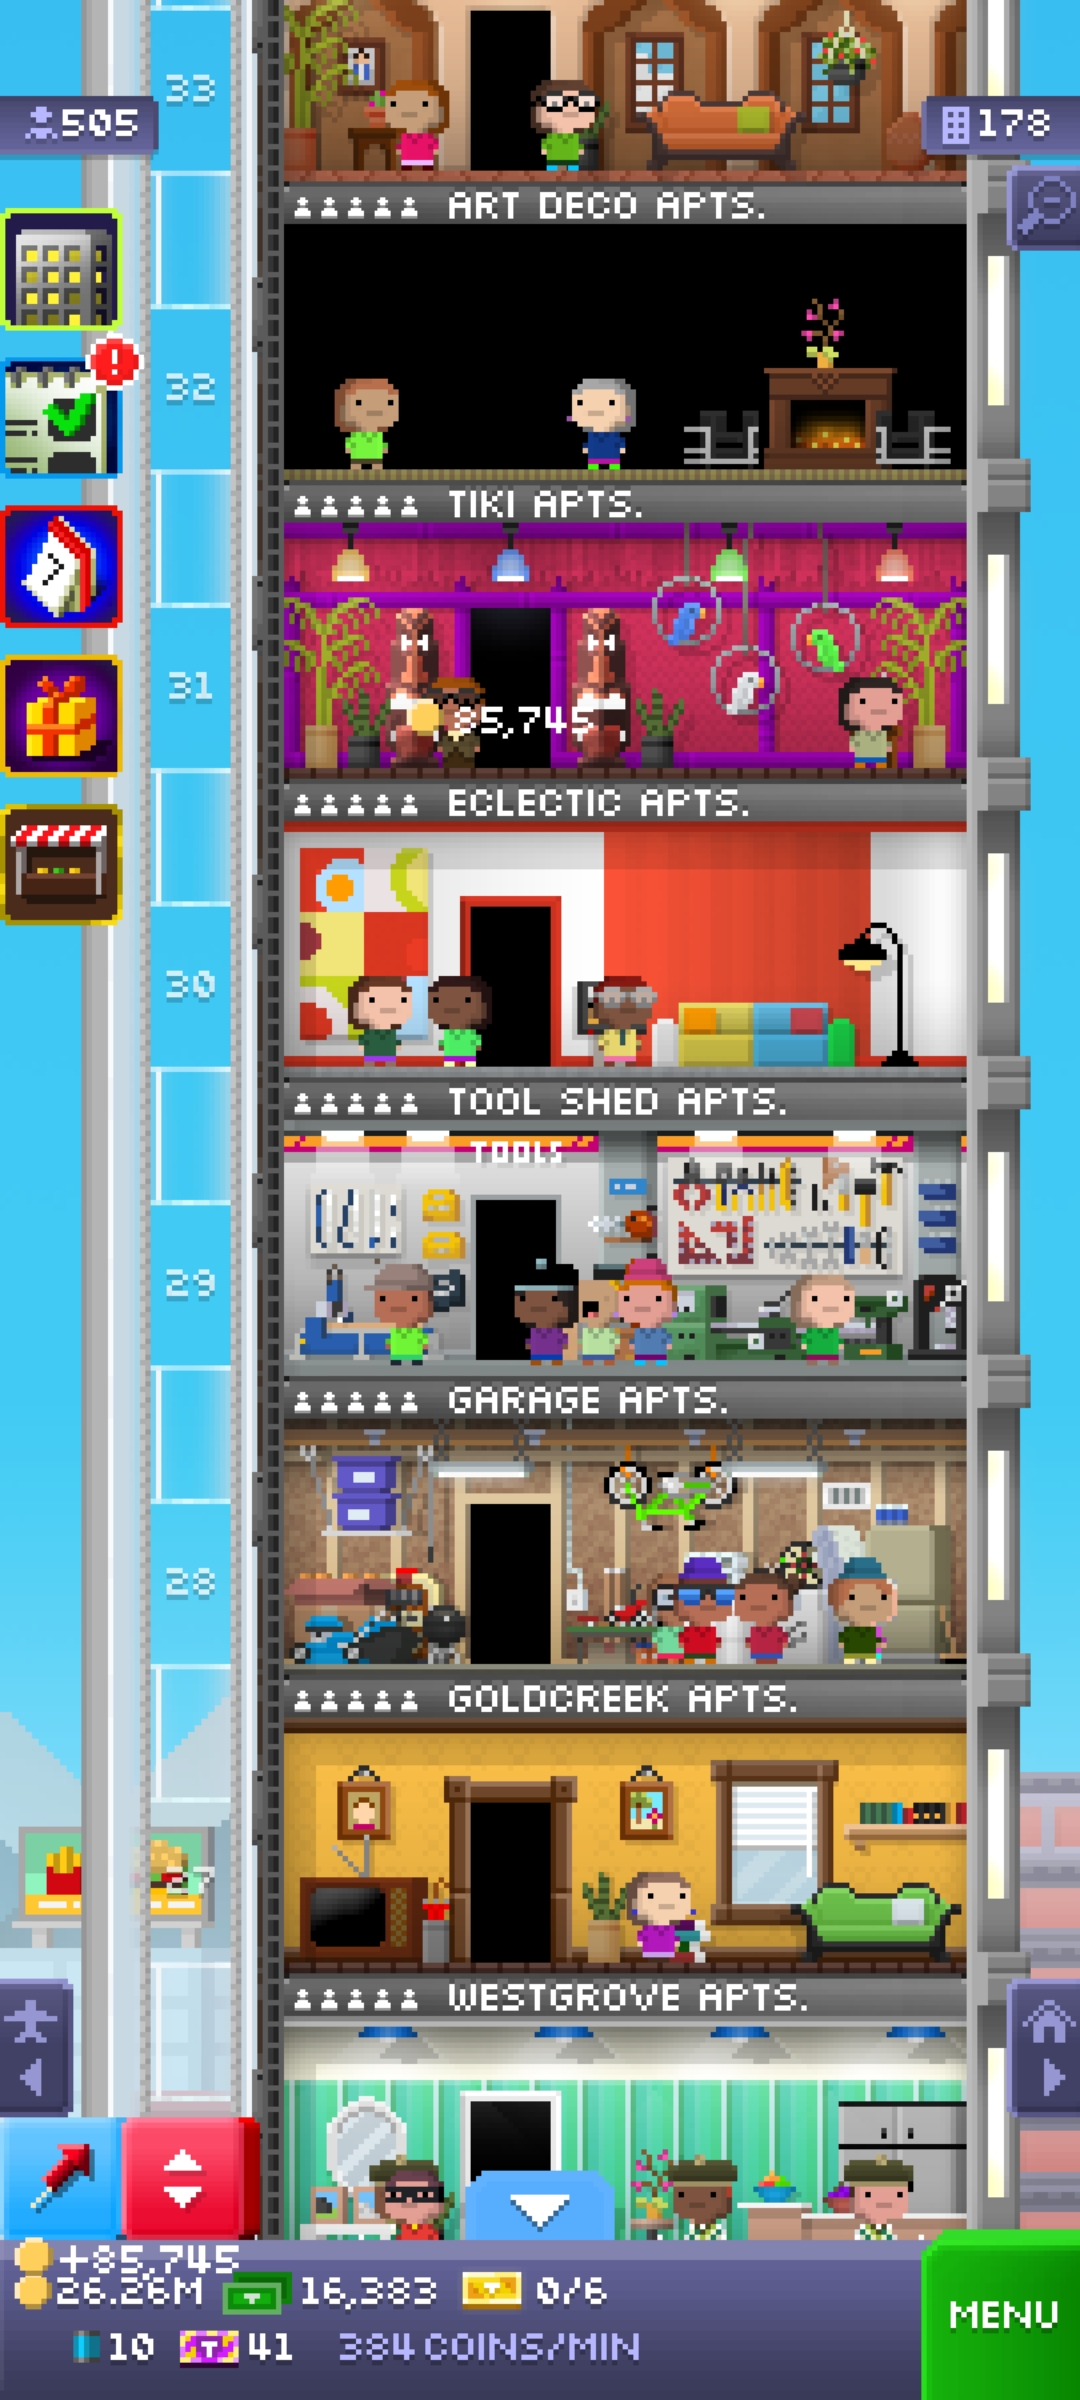 33
505
178
ART DECO APTS.
32
TIKI APTS.
31
85,745
ECLECTIC APTS.
30
TOOL SHED APTS.
TOOLS
29
GARAGE APTS.
28
GOLDCREEK APTS.
27
WESTGROVE APTS.
+85,745
26.26M
16,383
0/6
MENU
10
41
384 COINS/MIN